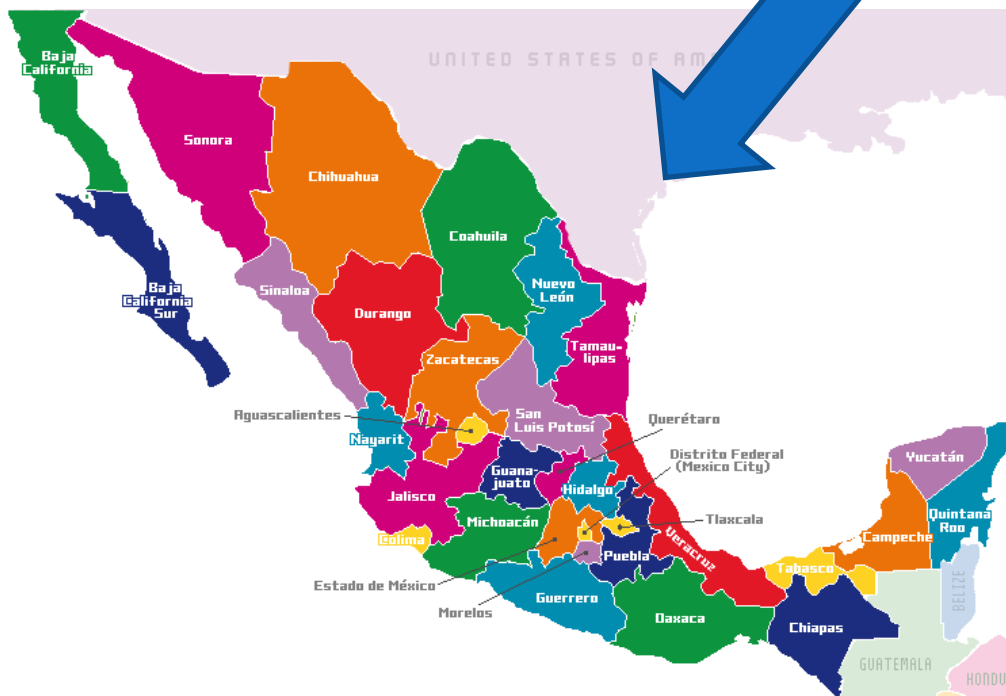 UNITED STATES OF AM
Baja
California
Sonora
Chihuahua
Coahuila
Nuevo
León
Baja
California
Sur
Sinaloa
Durango
Tamau-
lipas
Zacatecas
Aguascalientes
San
Luis Potosí
Querétaro
Nayarit
Distrito Federal
(Mexico City)
Guana-
juato
Hidalgo
Yucatán
Jalisco
Michoacán
Tlaxcala
Quintana
Roo
Colima
Campeche
Veracruz
Puebla
Tabasco
Estado de México
Morelos
Guerrero
Oaxaca
Chiapas
BELIZE
GUATEMALA
HONDU